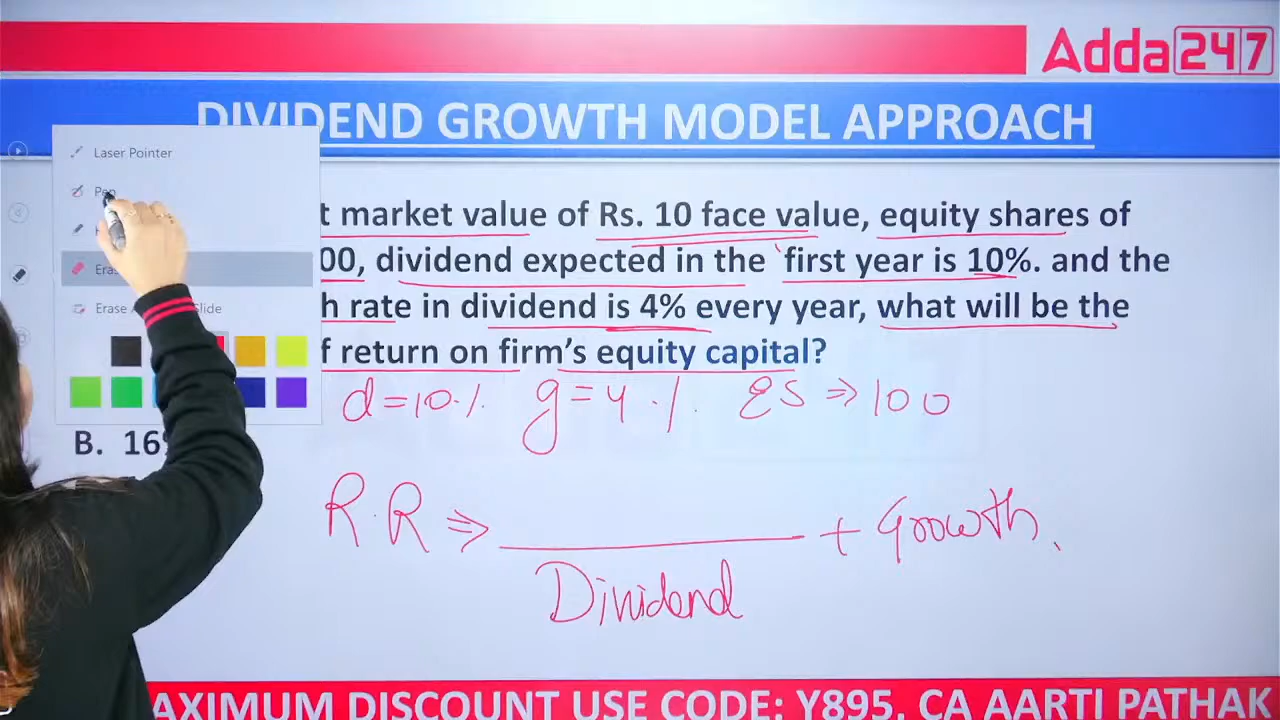 Adda247
DIVIDEND GROWTH MODEL APPROACH
Laser Pointer
Pen
t market value of Rs. 10 face value, equity shares of
00, dividend expected in the first year is 10%. and the
Eras
h rate in dividend is 4% every year, what will be the
Erase A Slide
f return on firm's equity capital?
d=10% g=4% ES ⇒ 100
B. 169
R.R ⇒ ———— + Growth.
Dividend
AXIMUM DISCOUNT USE CODE: Y895. CA AARTI PATHAK